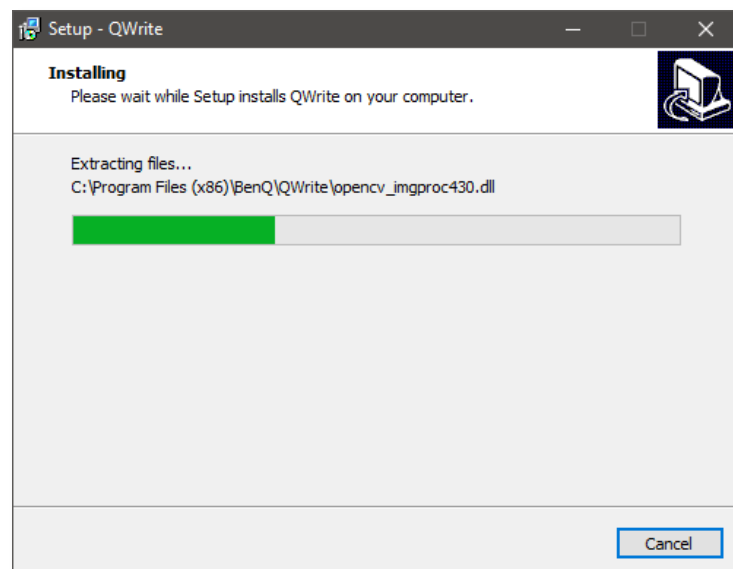 Setup - QWrite
Installing
Please wait while Setup installs QWrite on your computer.
Extracting files...
C:\Program Files (x86)\BenQ\QWrite\opencv_imgproc430.dll
Cancel